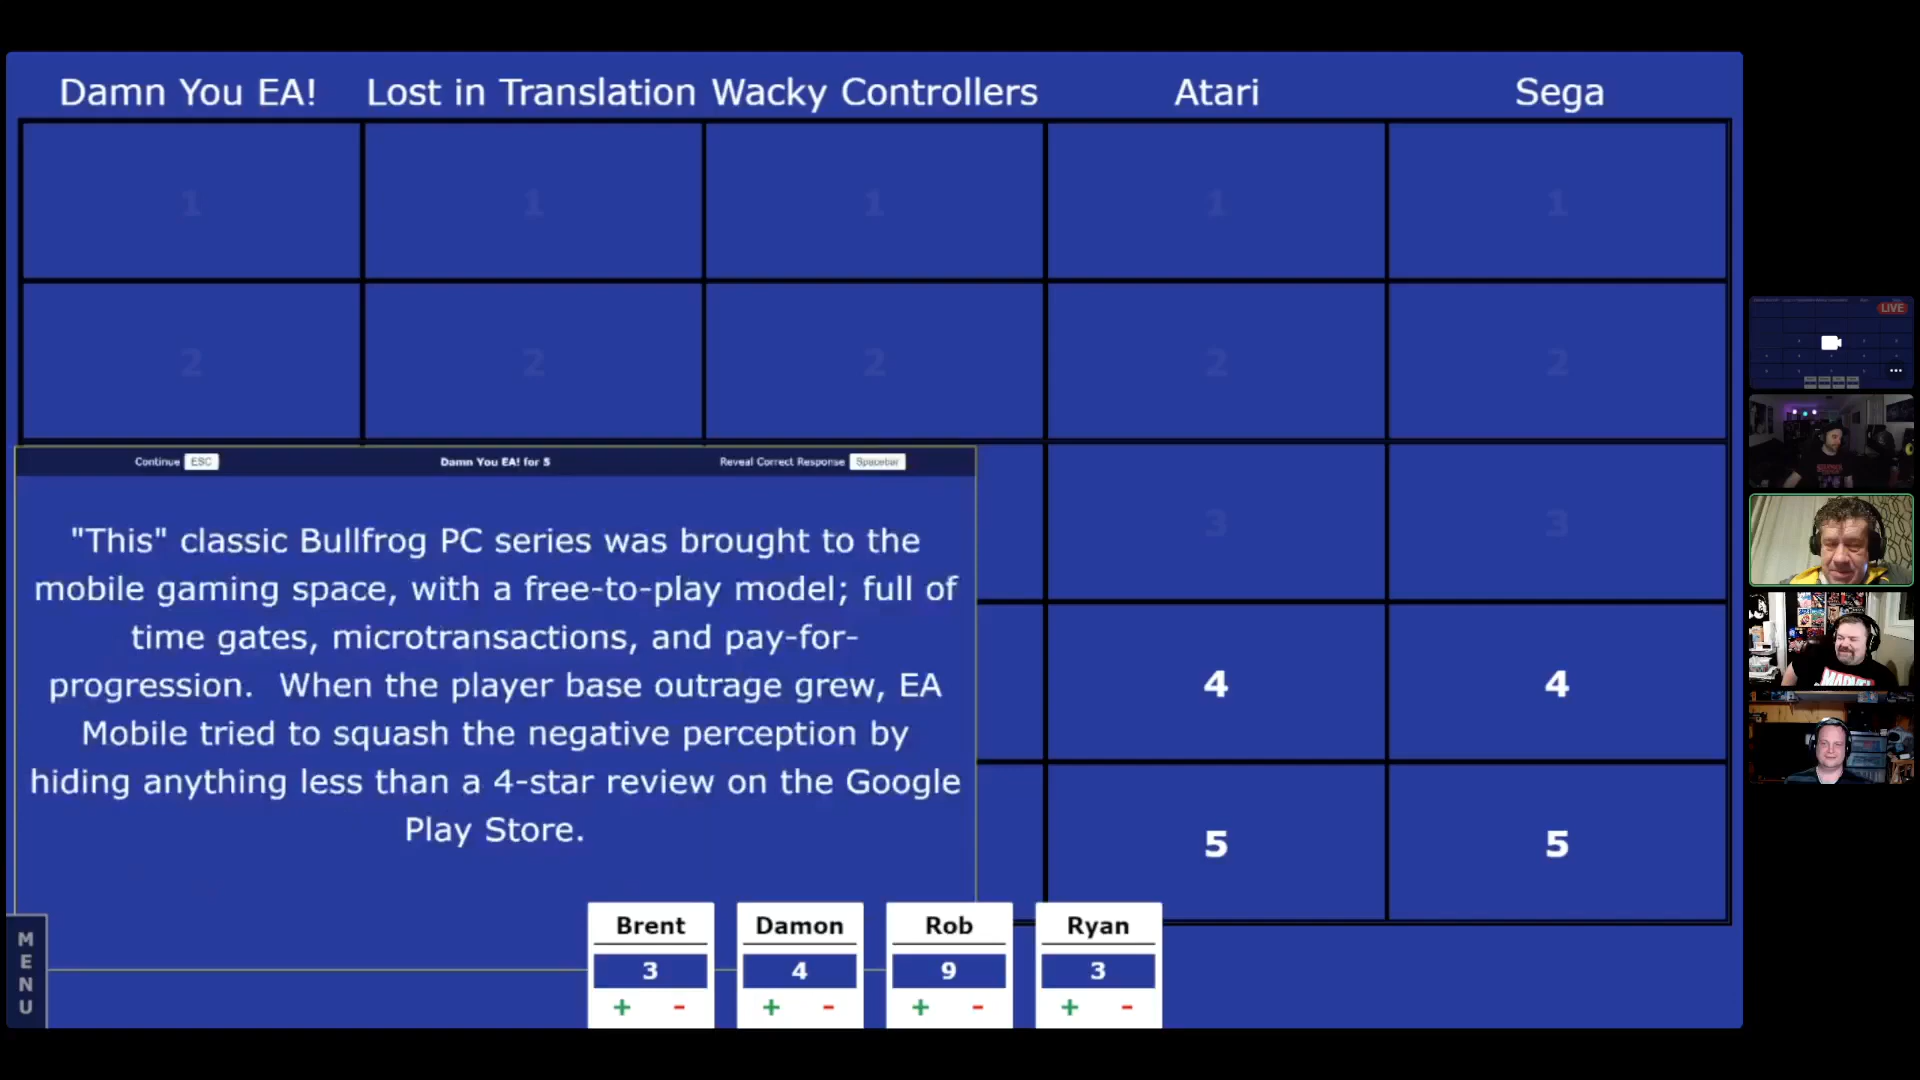 Damn You EA! Lost in Translation Wacky Controllers Atari Sega
1 1 1 1 1
2 2 2 2 2
3 3
4 4
5 5
Continue ESC Damn You EA! for 5 Reveal Correct Response Spacebar
"This" classic Bullfrog PC series was brought to the
mobile gaming space, with a free-to-play model; full of
time gates, microtransactions, and pay-for-
progression. When the player base outrage grew, EA
Mobile tried to squash the negative perception by
hiding anything less than a 4-star review on the Google
Play Store.
MENU
Brent Damon Rob Ryan
3 4 9 3
+ - + - + - + -
LIVE